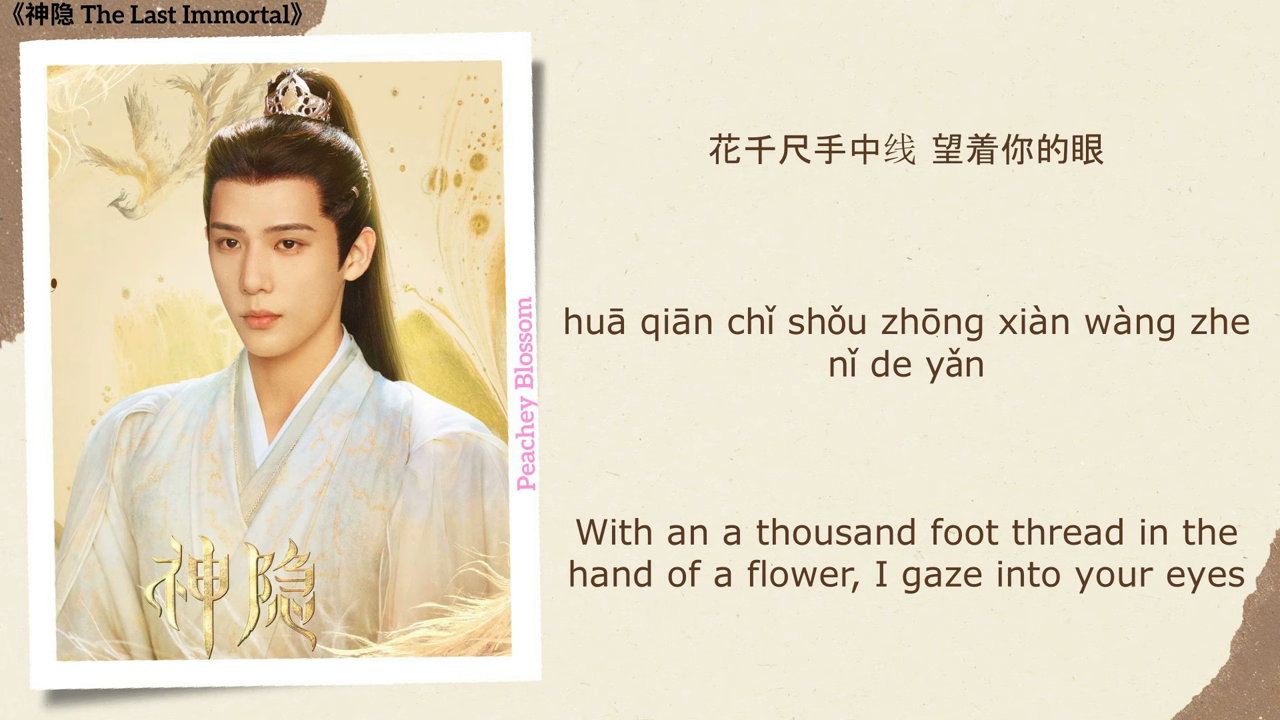 《神隐 The Last Immortal》
神隐
Peachey Blossom
花千尺手中线 望着你的眼
huā qiān chǐ shǒu zhōng xiàn wàng zhe
nǐ de yǎn
With an a thousand foot thread in the
hand of a flower, I gaze into your eyes